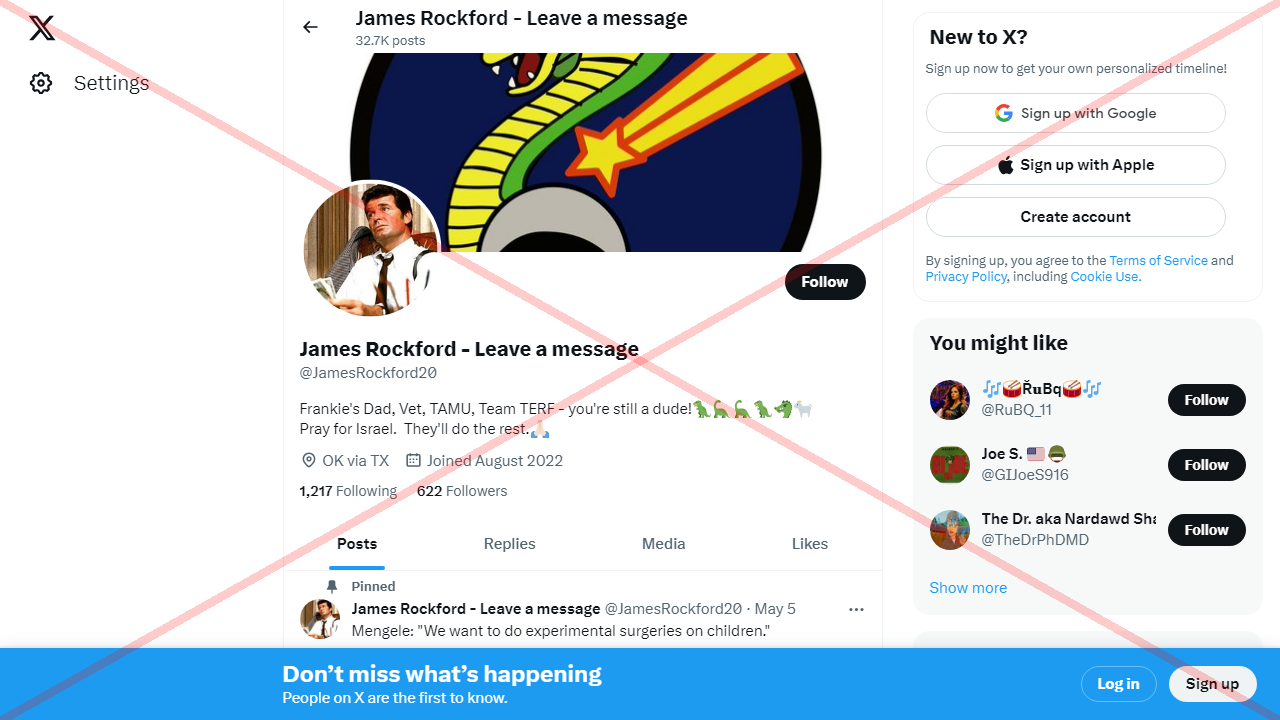 Settings
James Rockford - Leave a message
32.7K posts
Follow
James Rockford - Leave a message
@JamesRockford20
Frankie's Dad, Vet, TAMU, Team TERF - you're still a dude!🦖🦕🦕🦖🐲🐐
Pray for Israel. They'll do the rest.🙏🏻
OK via TX Joined August 2022
1,217 Following 622 Followers
Posts Replies Media Likes
Pinned
James Rockford - Leave a message @JamesRockford20 · May 5
Mengele: "We want to do experimental surgeries on children."
New to X?
Sign up now to get your own personalized timeline!
Sign up with Google
Sign up with Apple
Create account
By signing up, you agree to the Terms of Service and
Privacy Policy, including Cookie Use.
You might like
🎶🥁ŘuBq🥁🎶
@RuBQ_11
Follow
Joe S. 🇺🇸 🪖
@GIJoeS916
Follow
The Dr. aka Nardawd Sha
@TheDrPhDMD
Follow
Show more
Don’t miss what’s happening
People on X are the first to know.
Log in
Sign up